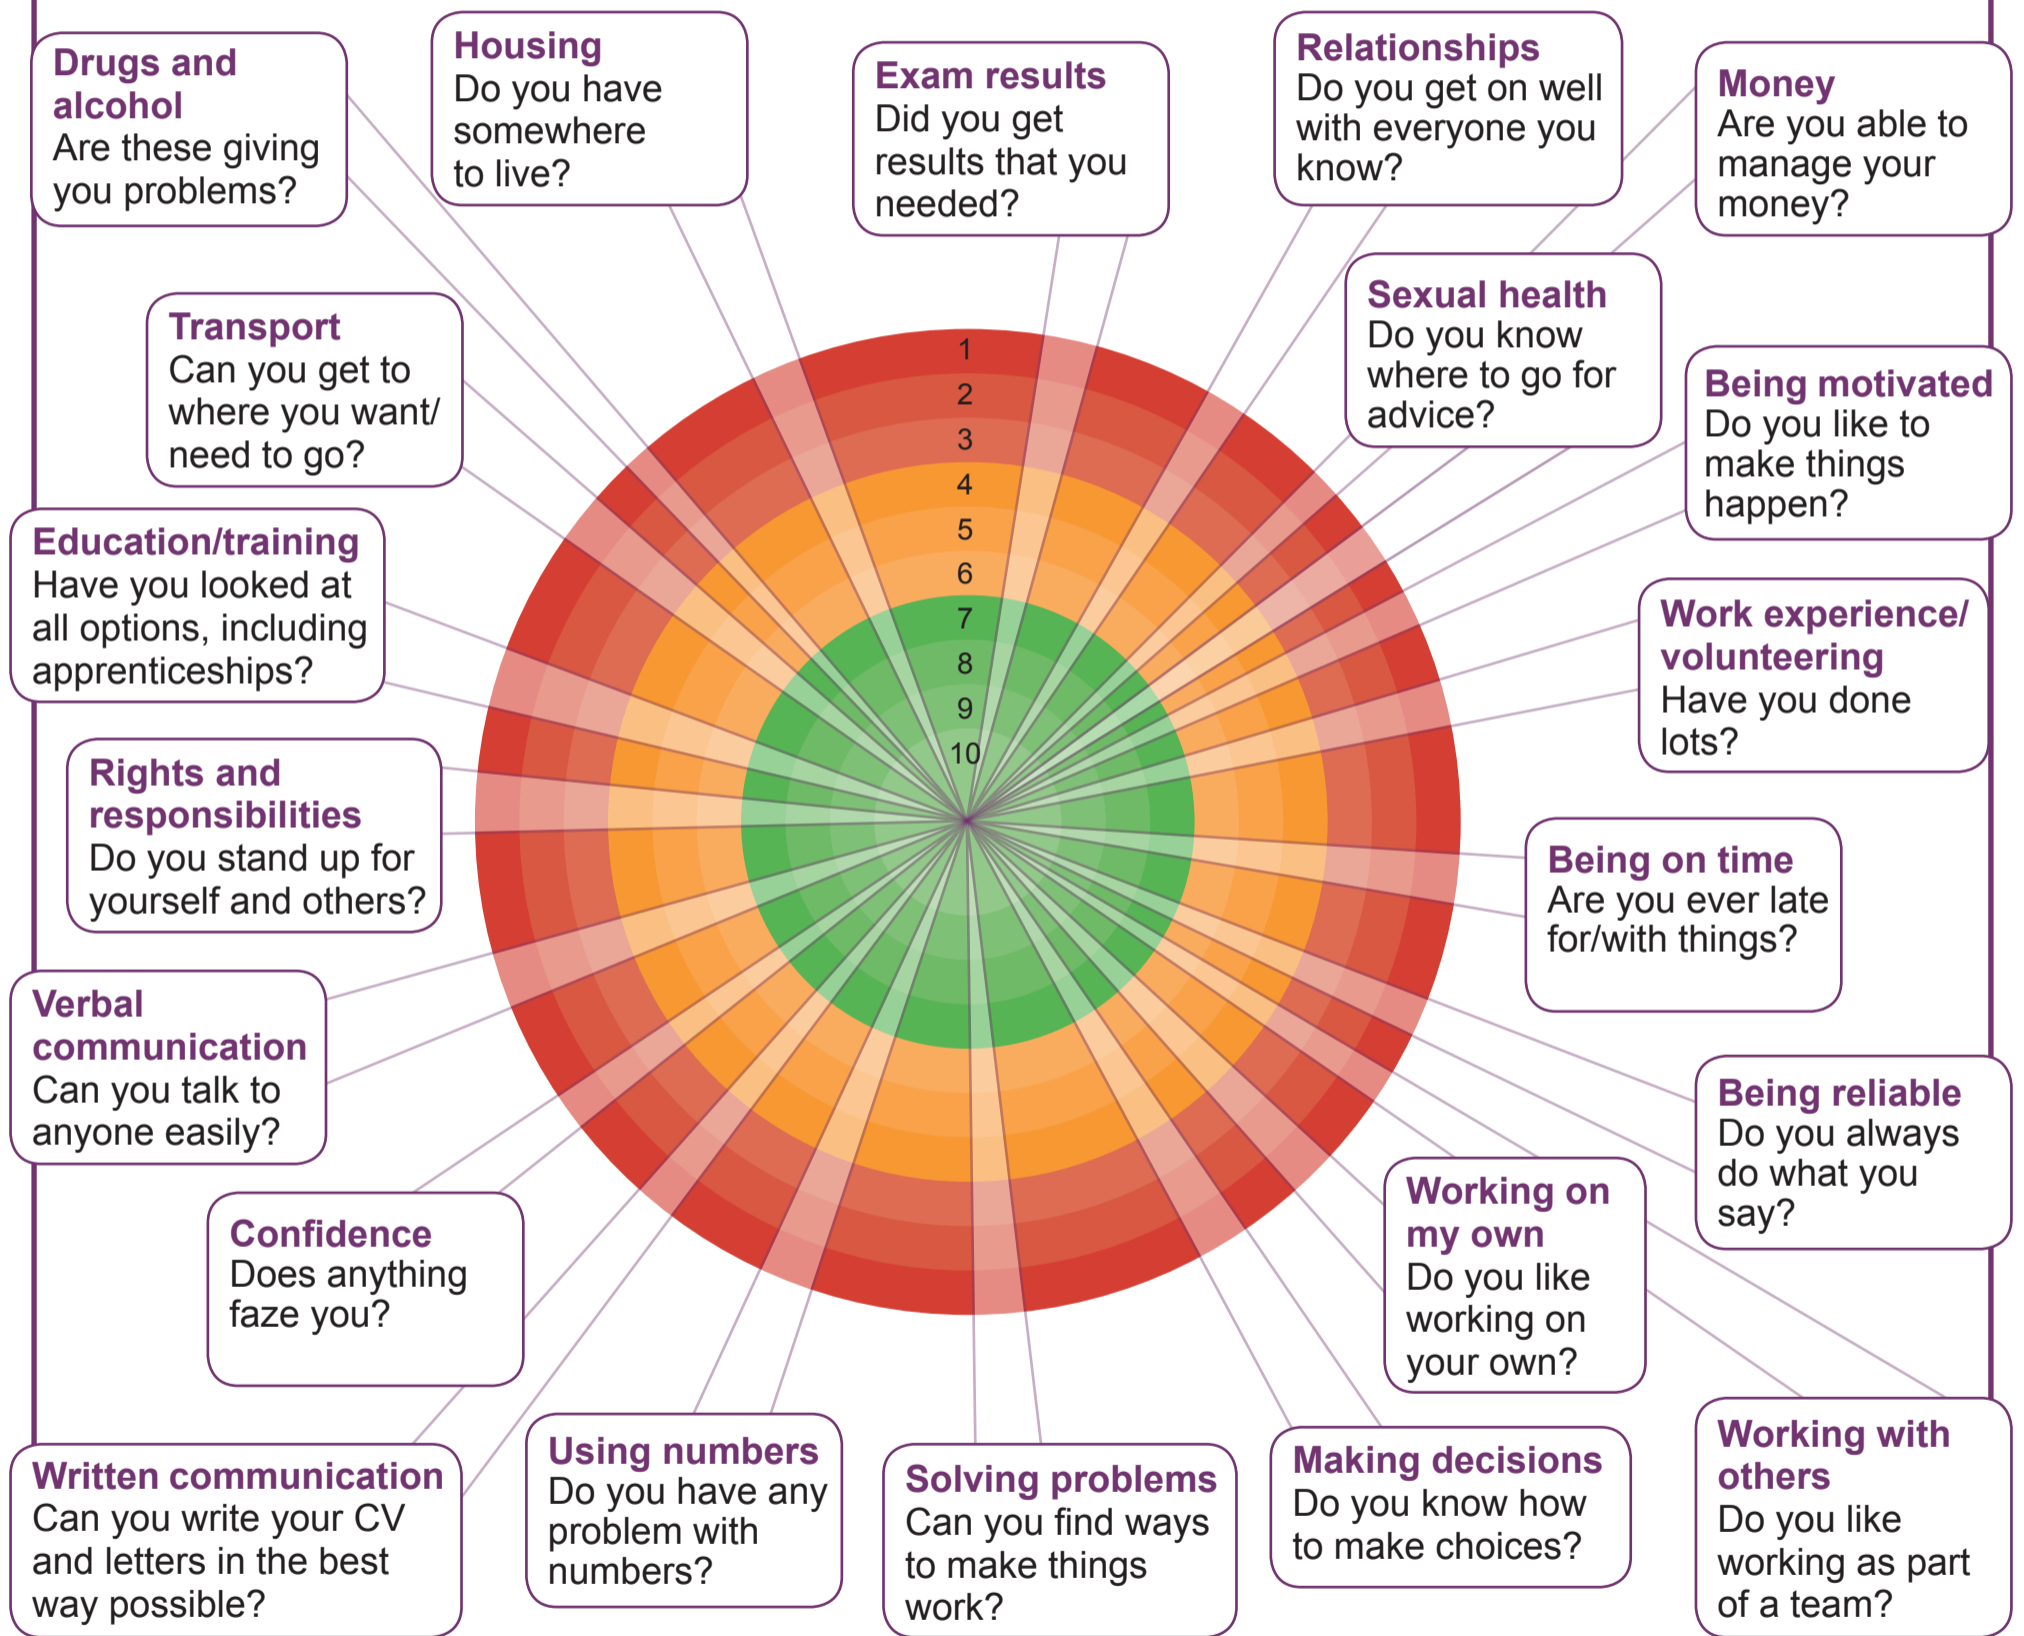 Drugs and
alcohol
Are these giving
you problems?
Housing
Do you have
somewhere
to live?
Exam results
Did you get
results that you
needed?
Relationships
Do you get on well
with everyone you
know?
Money
Are you able to
manage your
money?
Transport
Can you get to
where you want/
need to go?
Sexual health
Do you know
where to go for
advice?
Being motivated
Do you like to
make things
happen?
1
2
3
4
5
6
7
8
9
10
Education/training
Have you looked at
all options, including
apprenticeships?
Work experience/
volunteering
Have you done
lots?
Rights and
responsibilities
Do you stand up for
yourself and others?
Being on time
Are you ever late
for/with things?
Verbal
communication
Can you talk to
anyone easily?
Being reliable
Do you always
do what you
say?
Confidence
Does anything
faze you?
Working on
my own
Do you like
working on
your own?
Written communication
Can you write your CV
and letters in the best
way possible?
Using numbers
Do you have any
problem with
numbers?
Solving problems
Can you find ways
to make things
work?
Making decisions
Do you know how
to make choices?
Working with
others
Do you like
working as part
of a team?